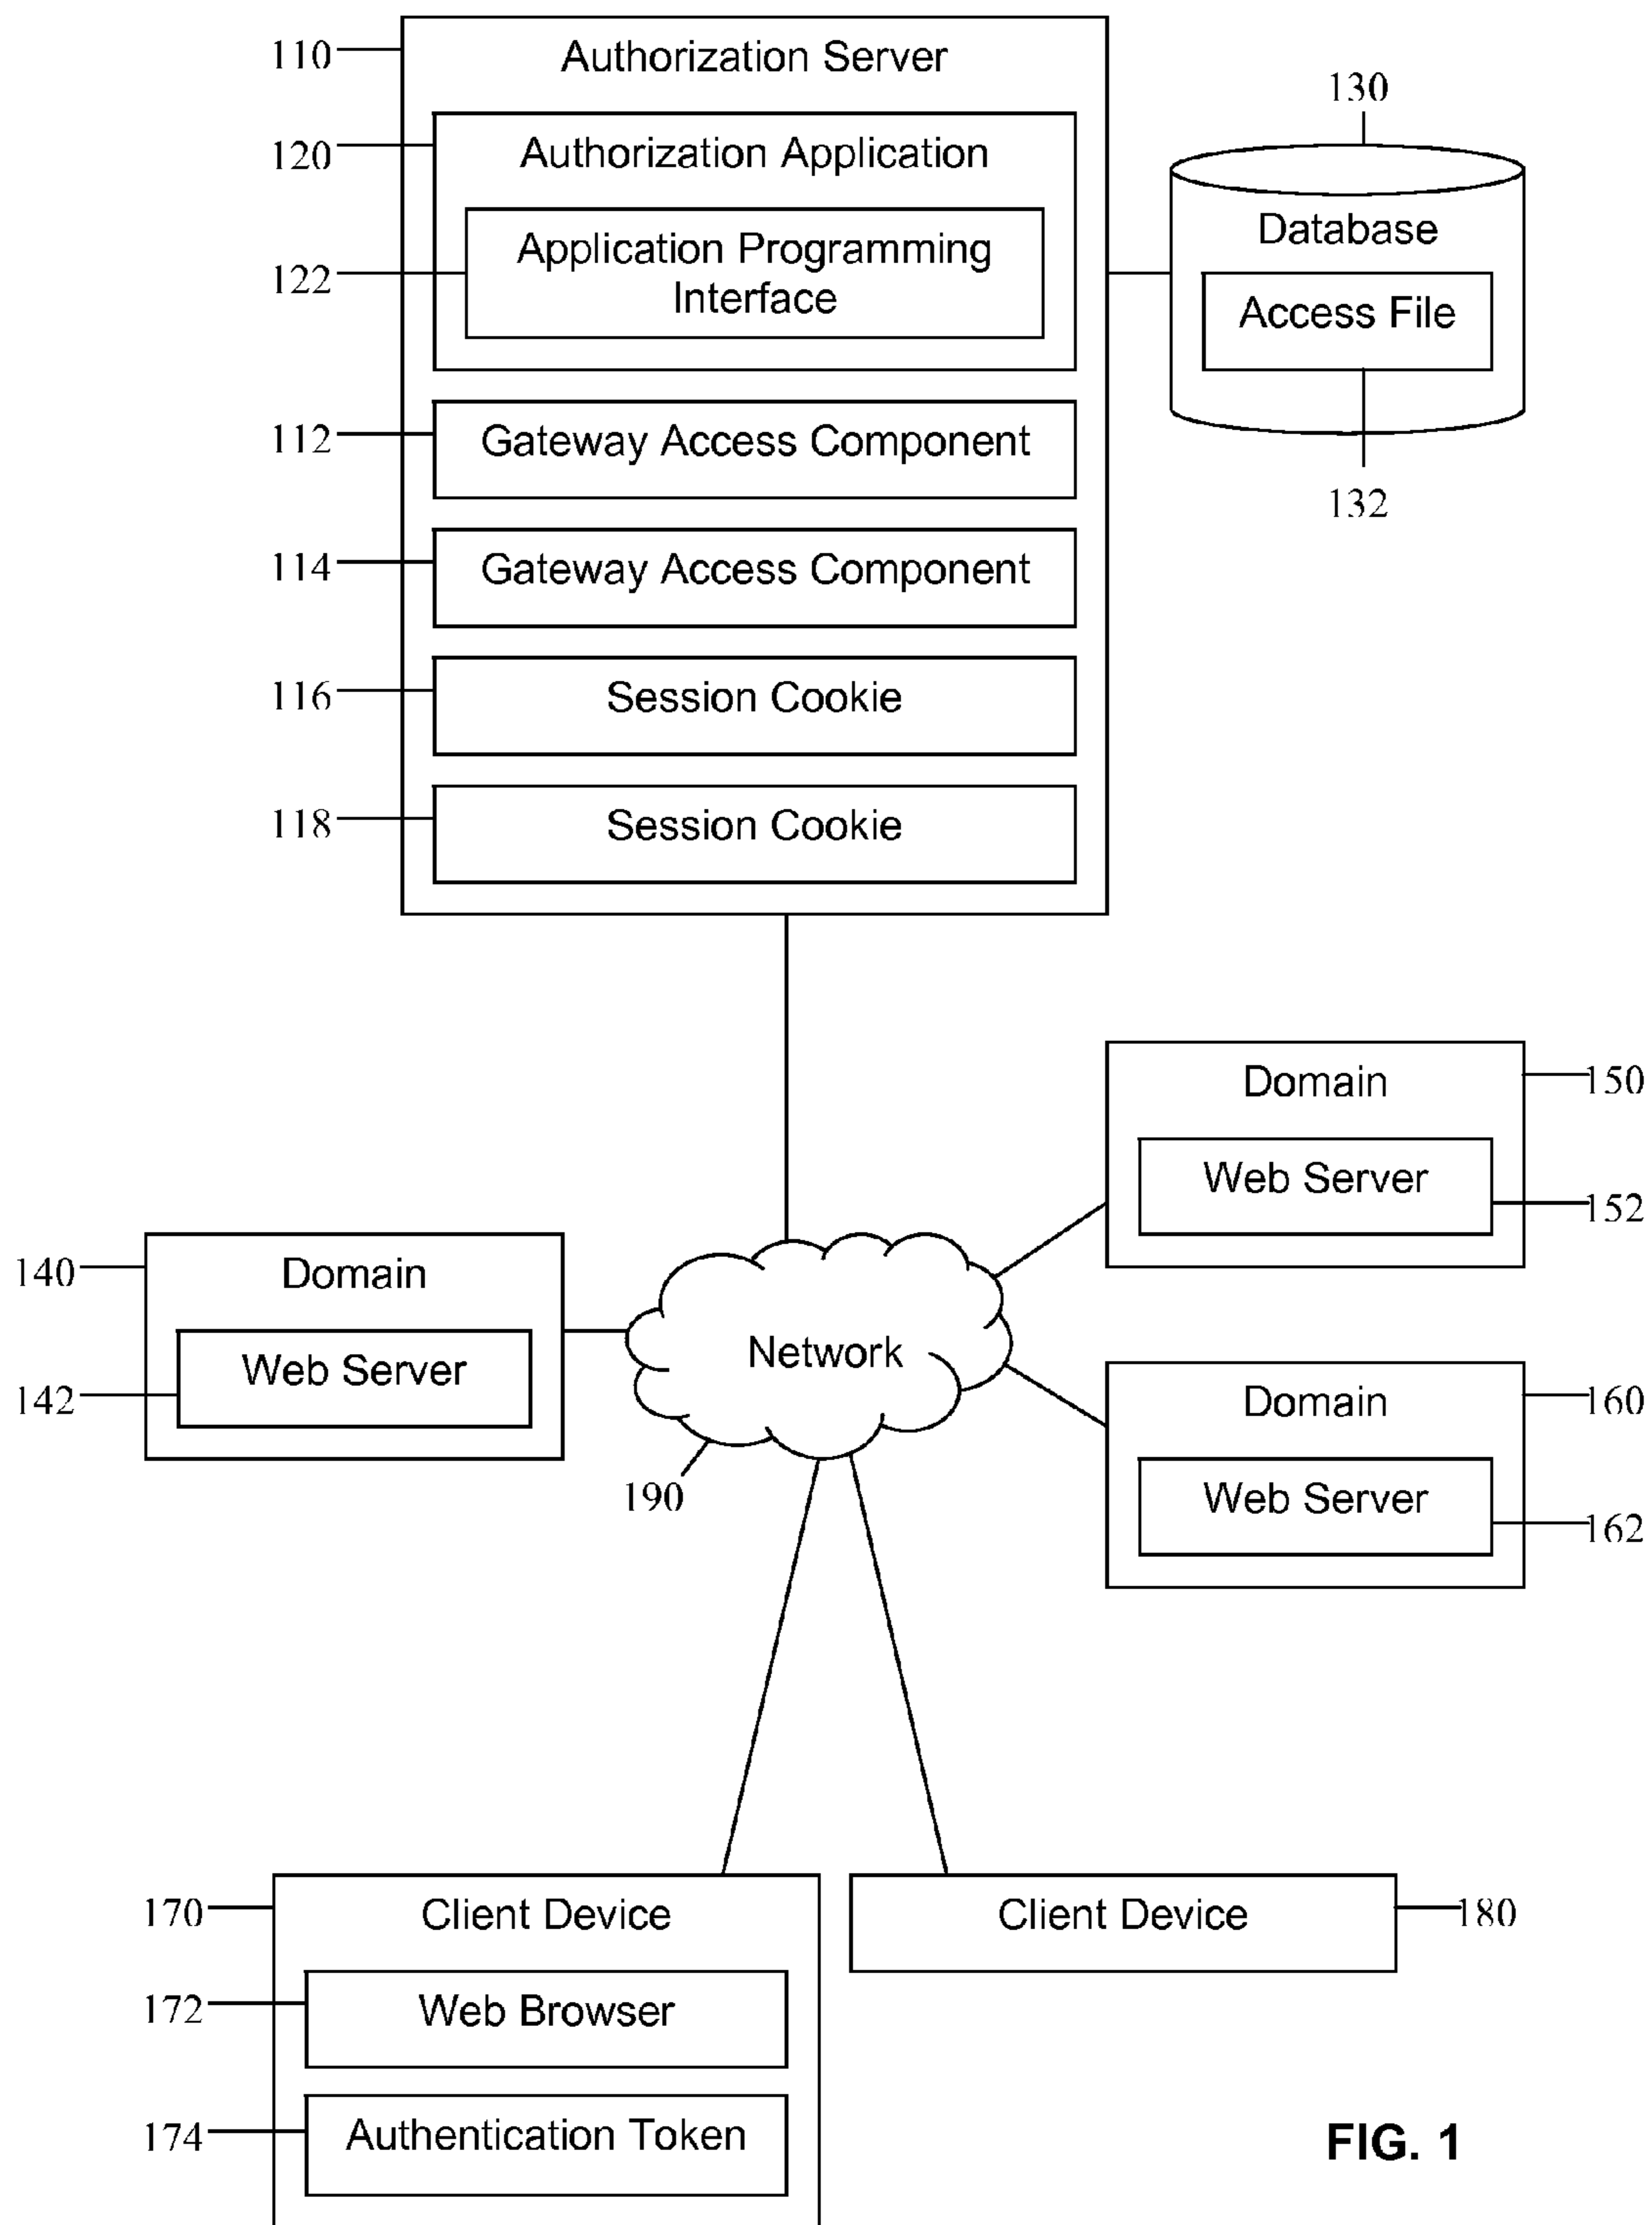 110
Authorization Server
120
Authorization Application
122
Application Programming
Interface
130
Database
Access File
132
112
Gateway Access Component
114
Gateway Access Component
116
Session Cookie
118
Session Cookie
150
Domain
Web Server
152
140
Domain
Web Server
142
Network
190
160
Domain
Web Server
162
170
Client Device
172
Web Browser
174
Authentication Token
Client Device
180
FIG. 1